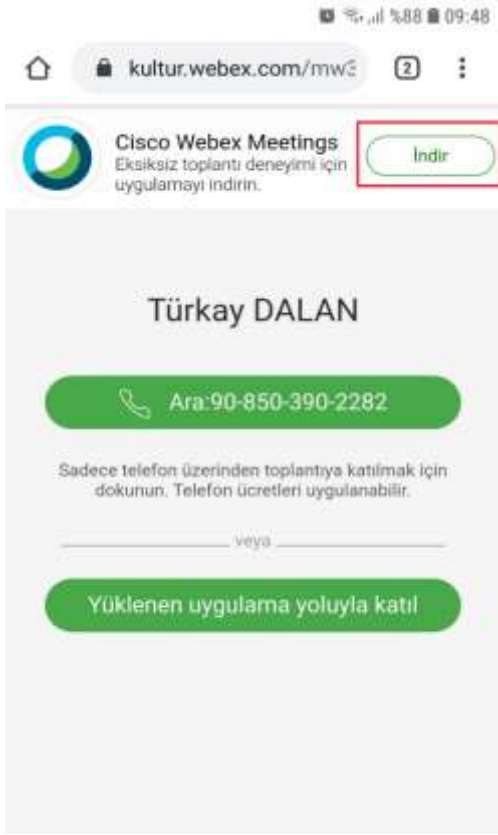 %88 09:48
kultur.webex.com/mw3
2
Cisco Webex Meetings
Eksiksiz toplantı deneyimi için
uygulamayı indirin.
İndir
Türkay DALAN
Ara:90-850-390-2282
Sadece telefon üzerinden toplantıya katılmak için
dokunun. Telefon ücretleri uygulanabilir.
veya
Yüklenen uygulama yoluyla katıl